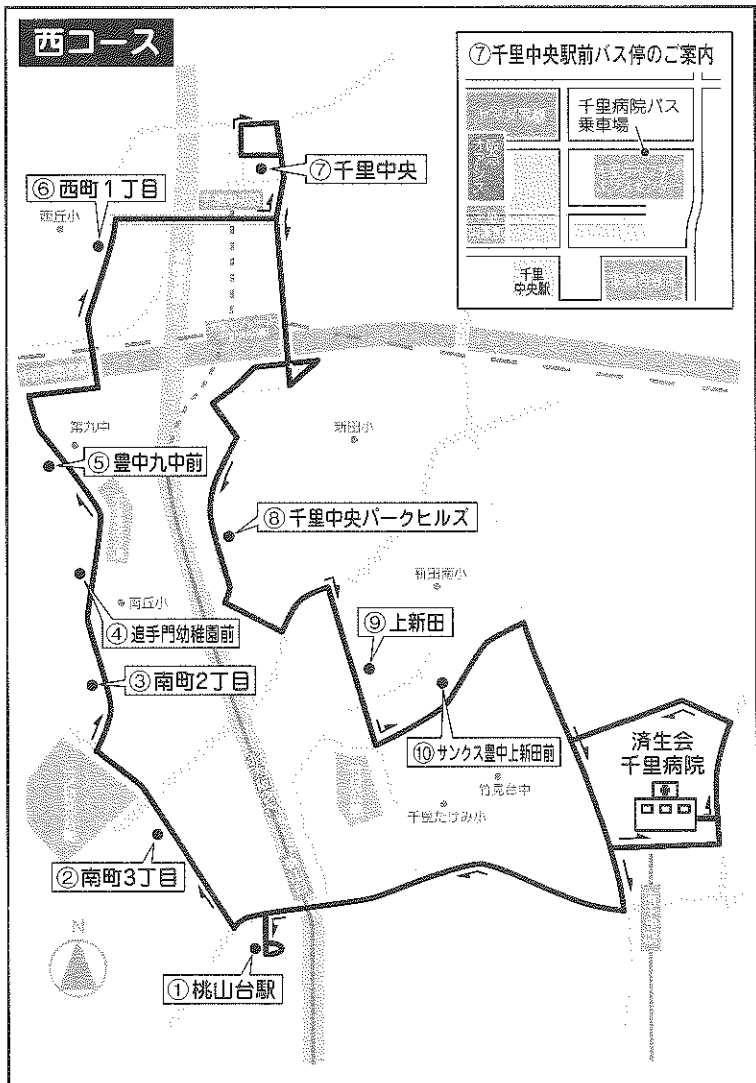 西コース
⑦千里中央駅前バス停のご案内
千里病院バス
乗車場
千里
中央駅
⑦千里中央
⑥西町1丁目
西丘小
第九中
新田小
⑤豊中九中前
⑧千里中央パークヒルズ
新田南小
南丘小
④追手門幼稚園前
⑨上新田
③南町2丁目
⑩サンクス豊中上新田前
済生会
千里病院
竹見台中
千里たけみ小
②南町3丁目
N
①桃山台駅